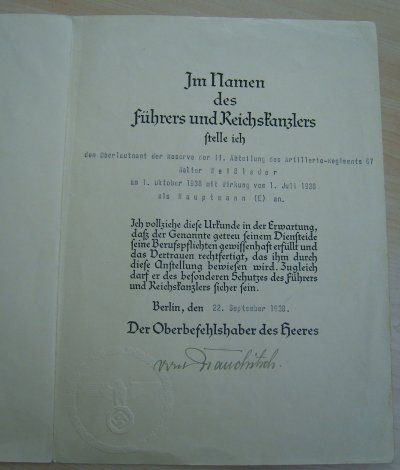 Im Namen
des
Führers und Reichskanzlers
stelle ich
den Oberleutnant der Reserve der II. Abteilung des Artillerie-Regiments 67
Walter
am 1. Oktober 1938 mit Wirkung vom 1. Juli 1938
als Hauptmann (E) an.
Ich vollziehe diese Urkunde in der Erwartung,
daß der Genannte getreu seinem Diensteide
seine Berufspflichten gewissenhaft erfüllt und
das Vertrauen rechtfertigt, das ihm durch
diese Anstellung bewiesen wird. Zugleich
darf er des besonderen Schutzes des Führers
und Reichskanzlers sicher sein.
Berlin, den 22. September 1938.
Der Oberbefehlshaber des Heeres
von Brauchitsch.